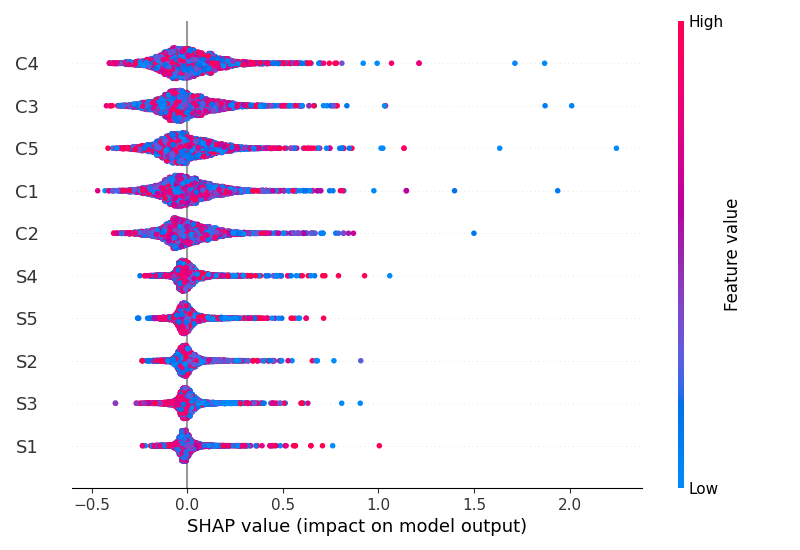 High
C4
C3
C5
C1
C2
S4
S5
S2
S3
S1
Feature value
Low
−0.5 0.0 0.5 1.0 1.5 2.0
SHAP value (impact on model output)